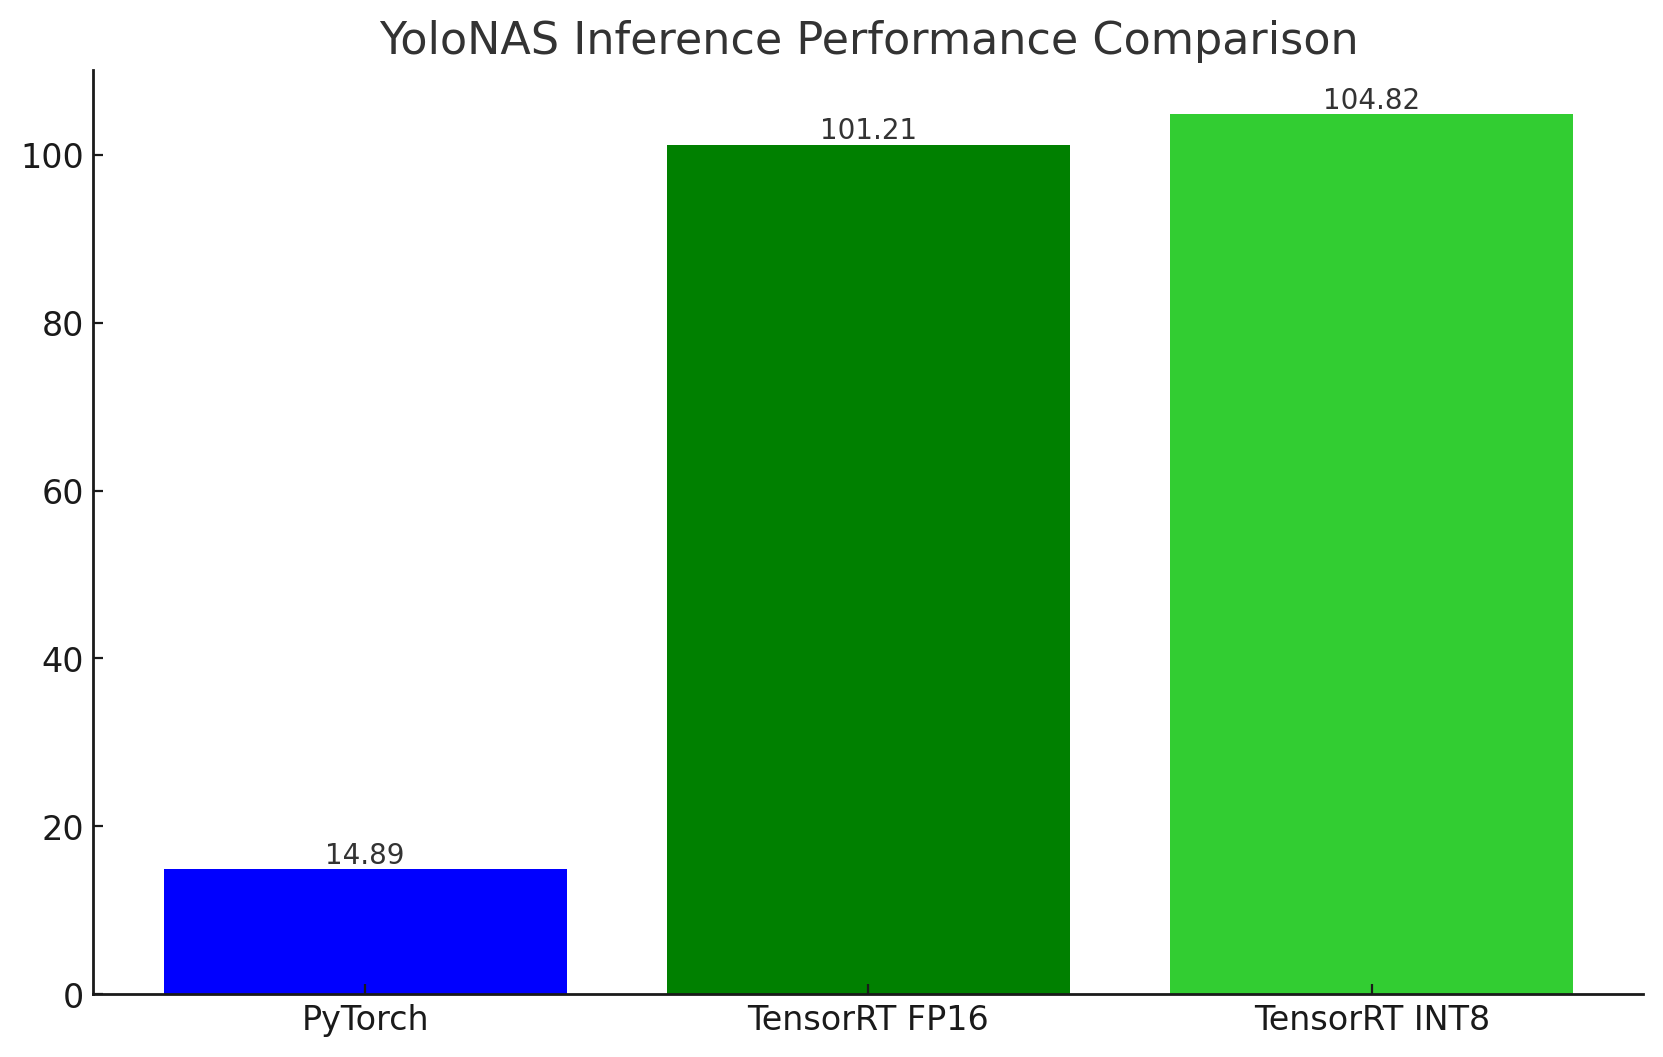 YoloNAS Inference Performance Comparison
104.82
101.21
100
80
60
40
20
14.89
0
PyTorch
TensorRT FP16
TensorRT INT8